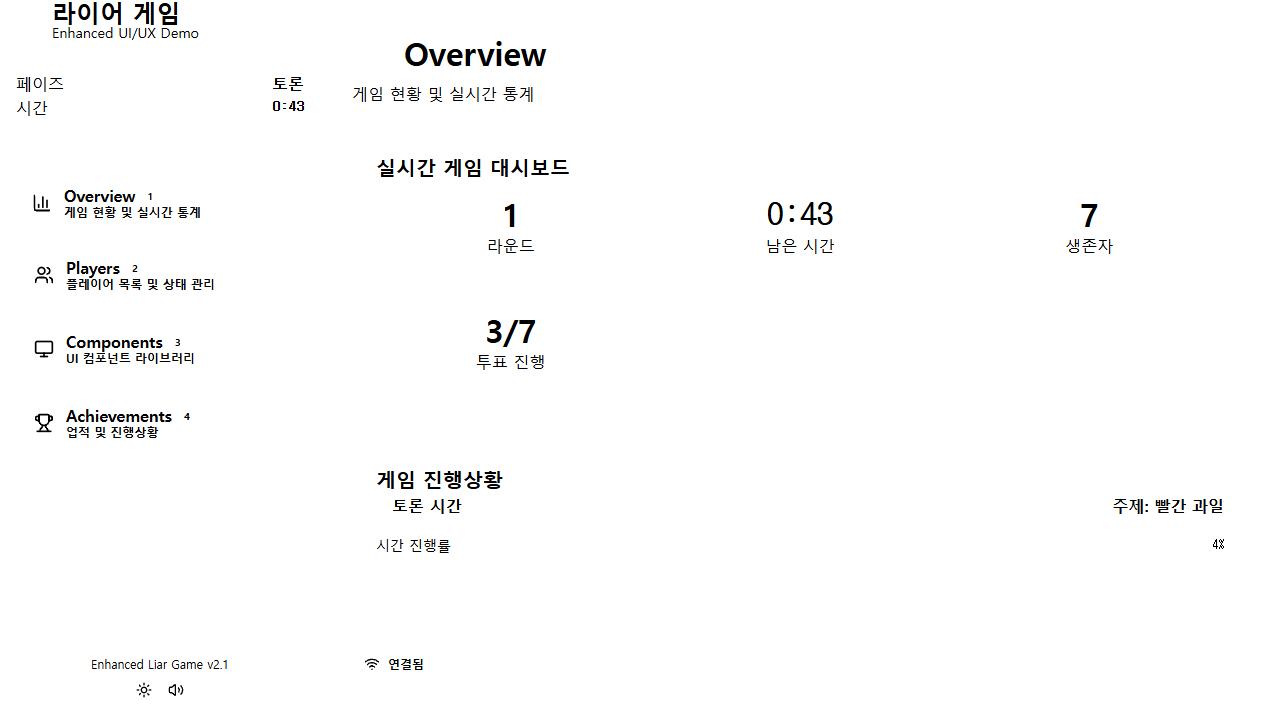 라이어 게임
Enhanced UI/UX Demo
페이즈 토론
시간 0:43
Overview 1
게임 현황 및 실시간 통계
Players 2
플레이어 목록 및 상태 관리
Components 3
UI 컴포넌트 라이브러리
Achievements 4
업적 및 진행상황
Enhanced Liar Game v2.1
Overview
게임 현황 및 실시간 통계
실시간 게임 대시보드
1
라운드
0:43
남은 시간
7
생존자
3/7
투표 진행
게임 진행상황
토론 시간 주제: 빨간 과일
시간 진행률 4%
연결됨